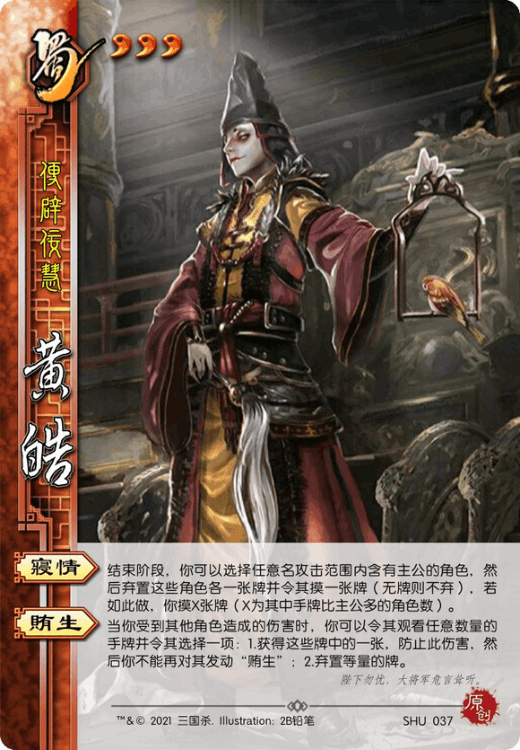 蜀
便辟佞慧
黄皓
寝情
结束阶段，你可以选择任意名攻击范围内含有主公的角色，然
后弃置这些角色各一张牌并令其摸一张牌（无牌则不弃），若
如此做，你摸X张牌（X为其中手牌比主公多的角色数）。
贿生
当你受到其他角色造成的伤害时，你可以令其观看任意数量的
手牌并令其选择一项：1.获得这些牌中的一张，防止此伤害，然
后你不能再对其发动“贿生”；2.弃置等量的牌。
陛下勿忧，大将军危言耸听。
原创
™&© 2021 三国杀. Illustration: 2B铅笔
SHU 037